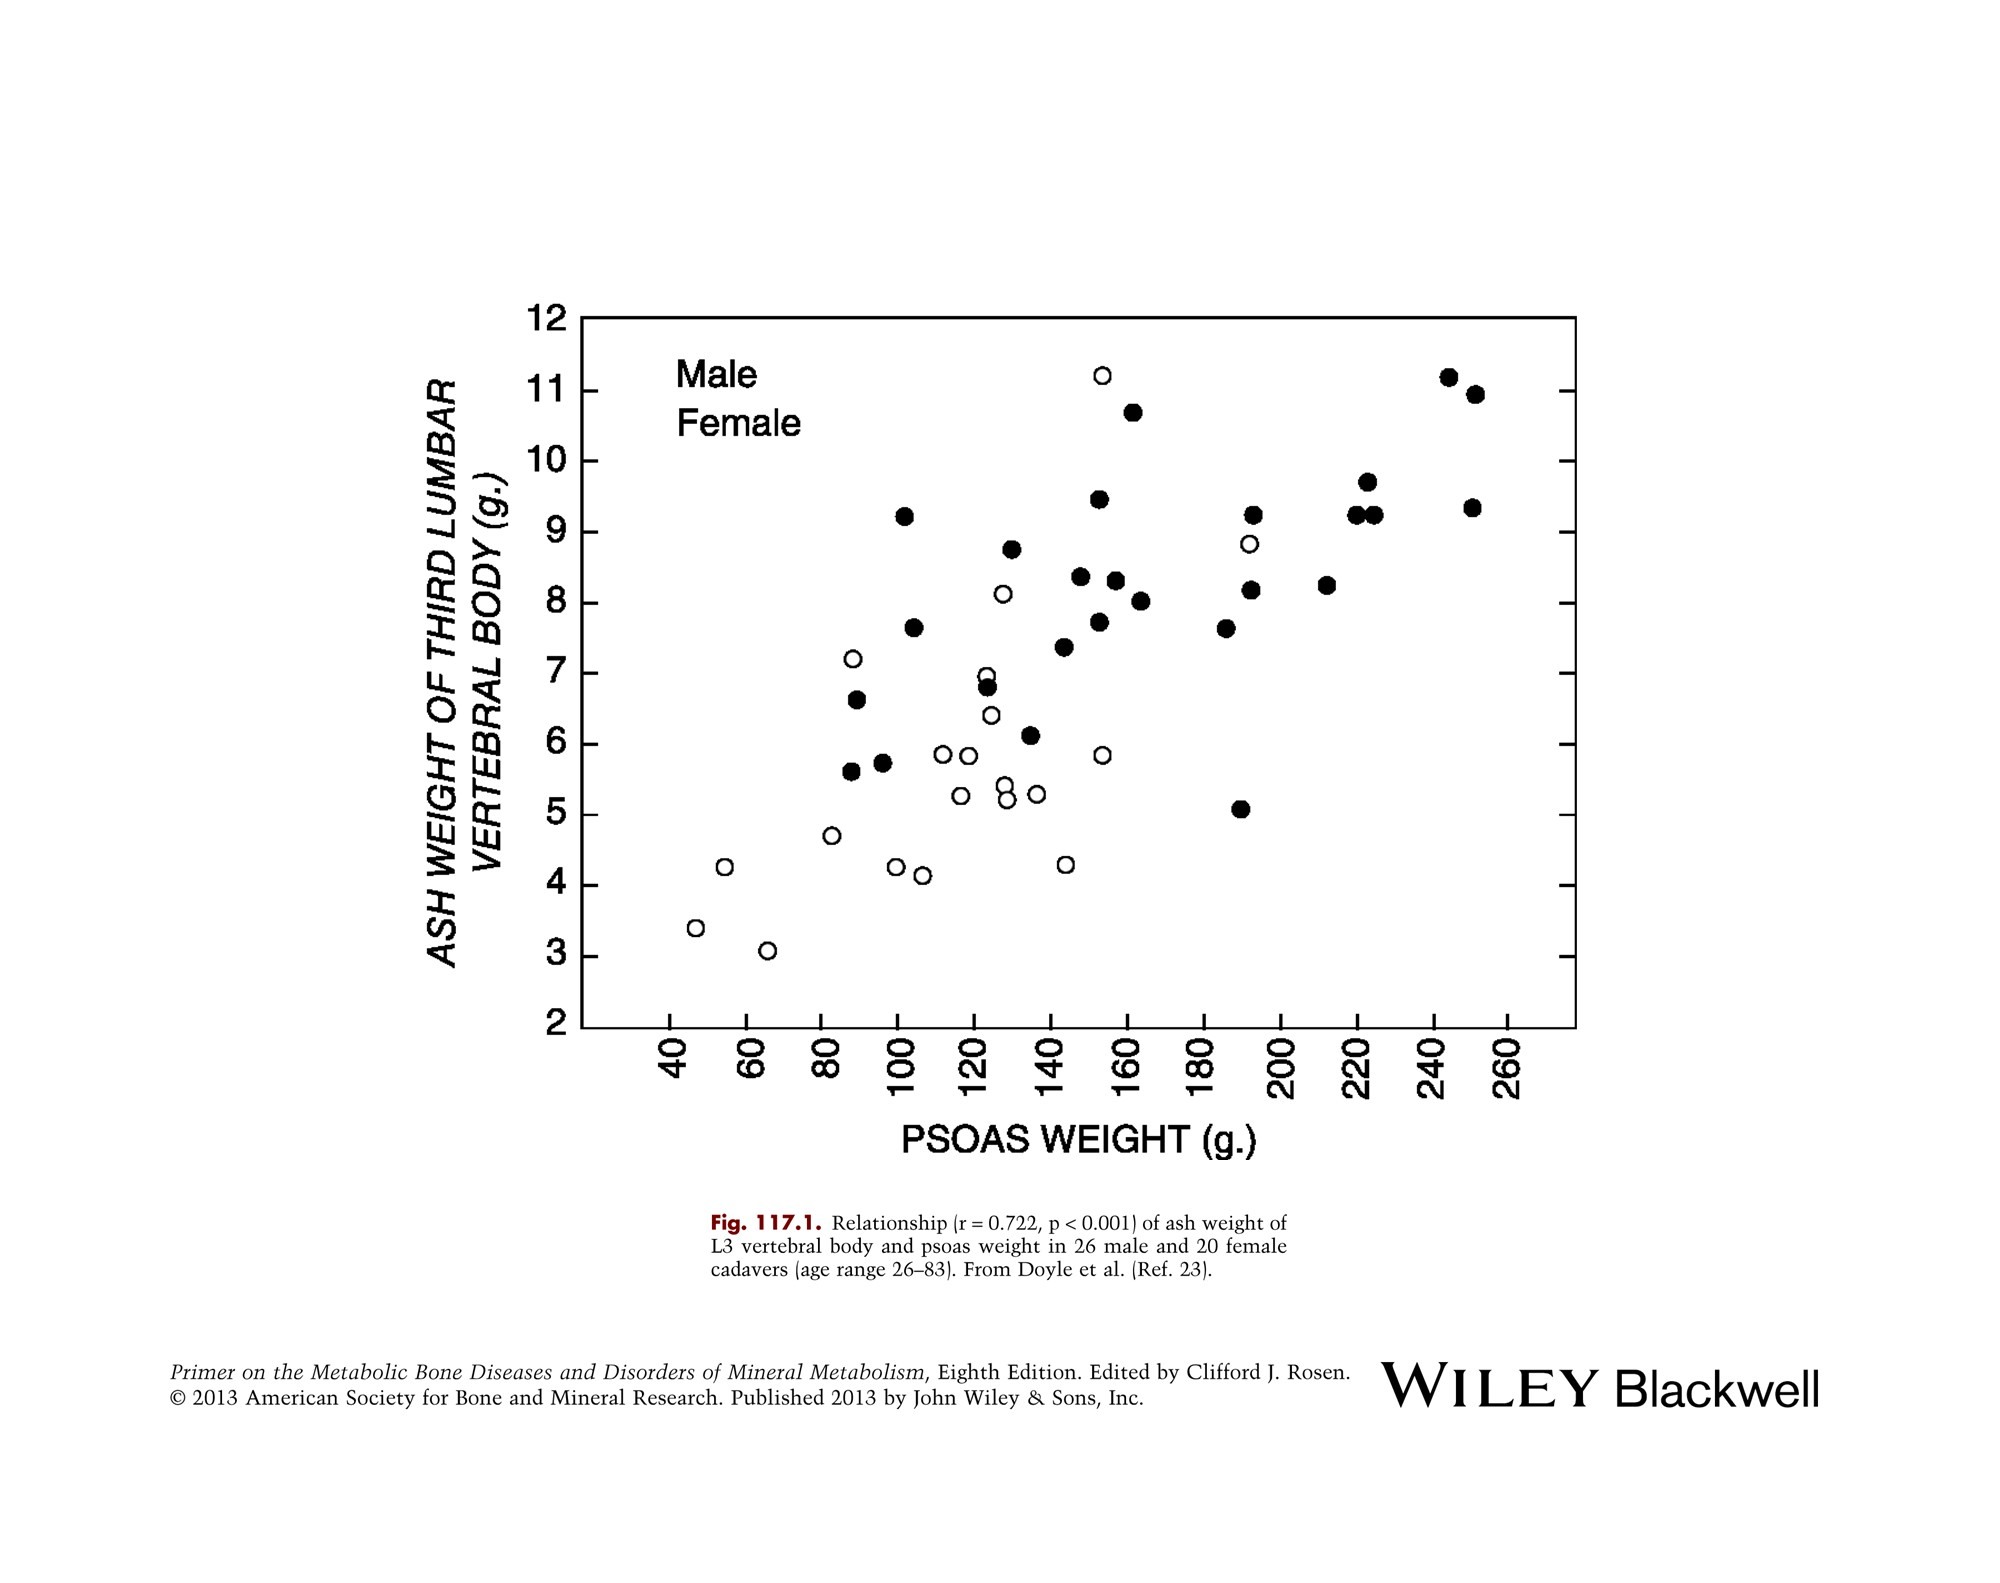 12
11
10
9
8
7
6
5
4
3
2
Male
Female
ASH WEIGHT OF THIRD LUMBAR
VERTEBRAL BODY (g.)
40 60 80 100 120 140 160 180 200 220 240 260
PSOAS WEIGHT (g.)
Fig. 117.1. Relationship (r = 0.722, p < 0.001) of ash weight of
L3 vertebral body and psoas weight in 26 male and 20 female
cadavers (age range 26–83). From Doyle et al. (Ref. 23).
Primer on the Metabolic Bone Diseases and Disorders of Mineral Metabolism, Eighth Edition. Edited by Clifford J. Rosen.
© 2013 American Society for Bone and Mineral Research. Published 2013 by John Wiley & Sons, Inc.
WILEY Blackwell